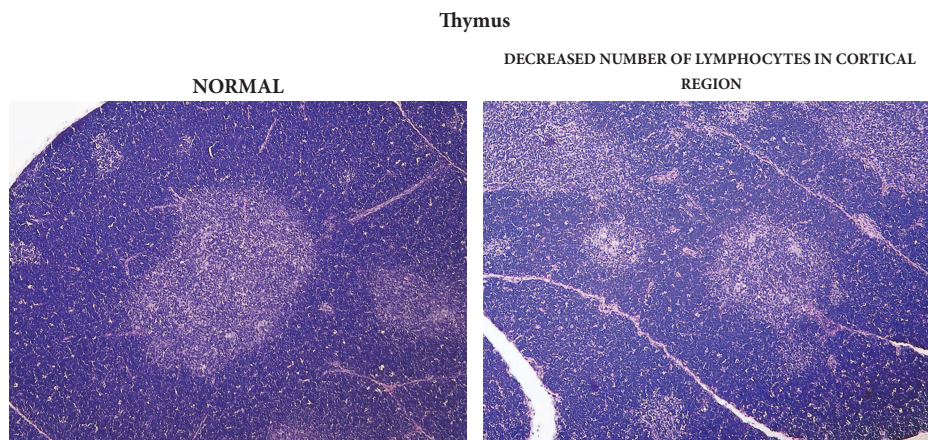 Thymus
NORMAL
DECREASED NUMBER OF LYMPHOCYTES IN CORTICAL
REGION